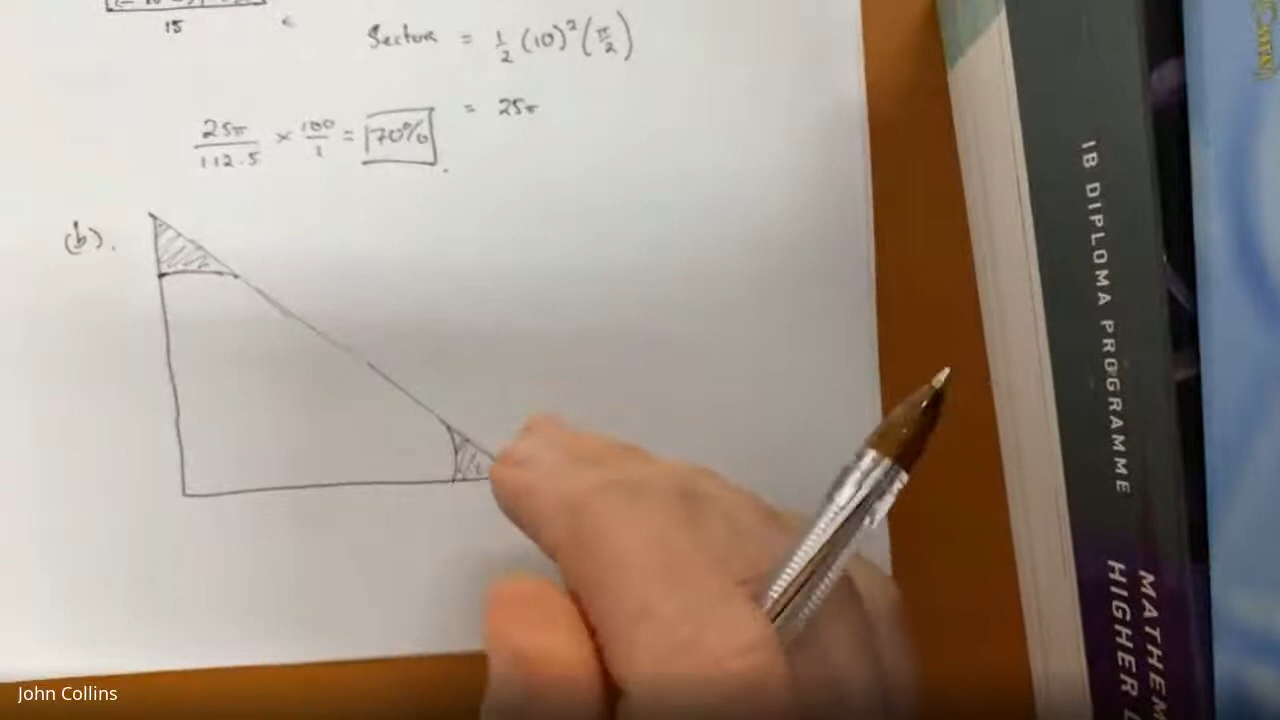 15
Sector = 1/2 (10)² (π/2)
= 25π
25π/112.5 × 100/1 = 70%.
(b).
IB DIPLOMA PROGRAMME
MATHEM
HIGHER L
John Collins